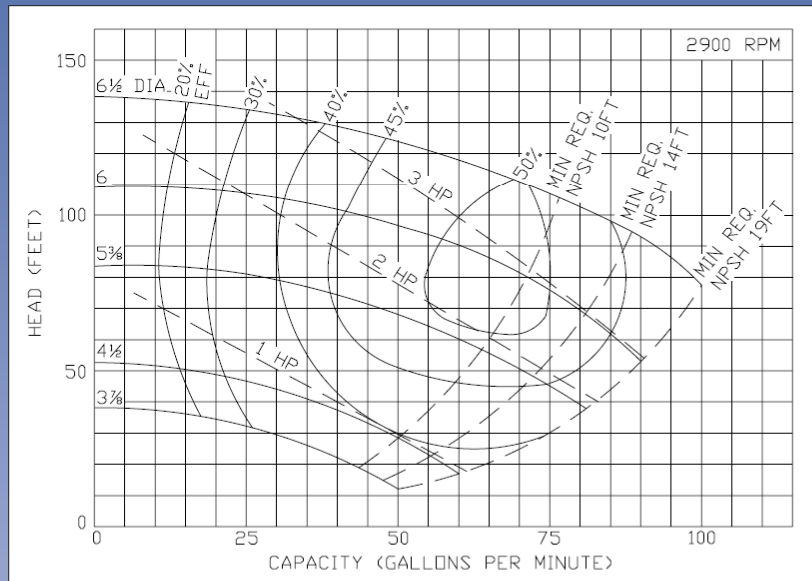 2900 RPM
150
100
50
0
HEAD (FEET)
6½ DIA.
6
5⅜
4½
3⅞
20% EFF
30%
40%
45%
50%
3 HP
2 HP
1 HP
MIN REQ.
NPSH 10FT
MIN REQ.
NPSH 14FT
MIN REQ.
NPSH 19FT
0 25 50 75 100
CAPACITY (GALLONS PER MINUTE)